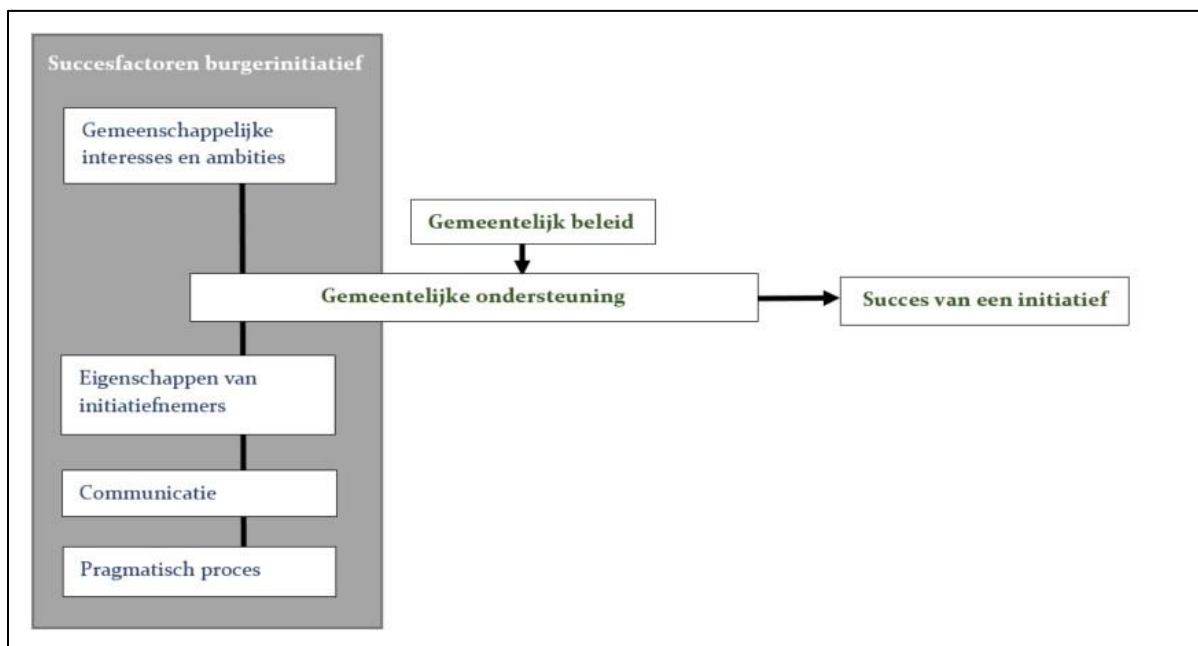 Succesfactoren burgerinitiatief
Gemeenschappelijke
interesses en ambities
Gemeentelijk beleid
Gemeentelijke ondersteuning
Succes van een initiatief
Eigenschappen van
initiatiefnemers
Communicatie
Pragmatisch proces